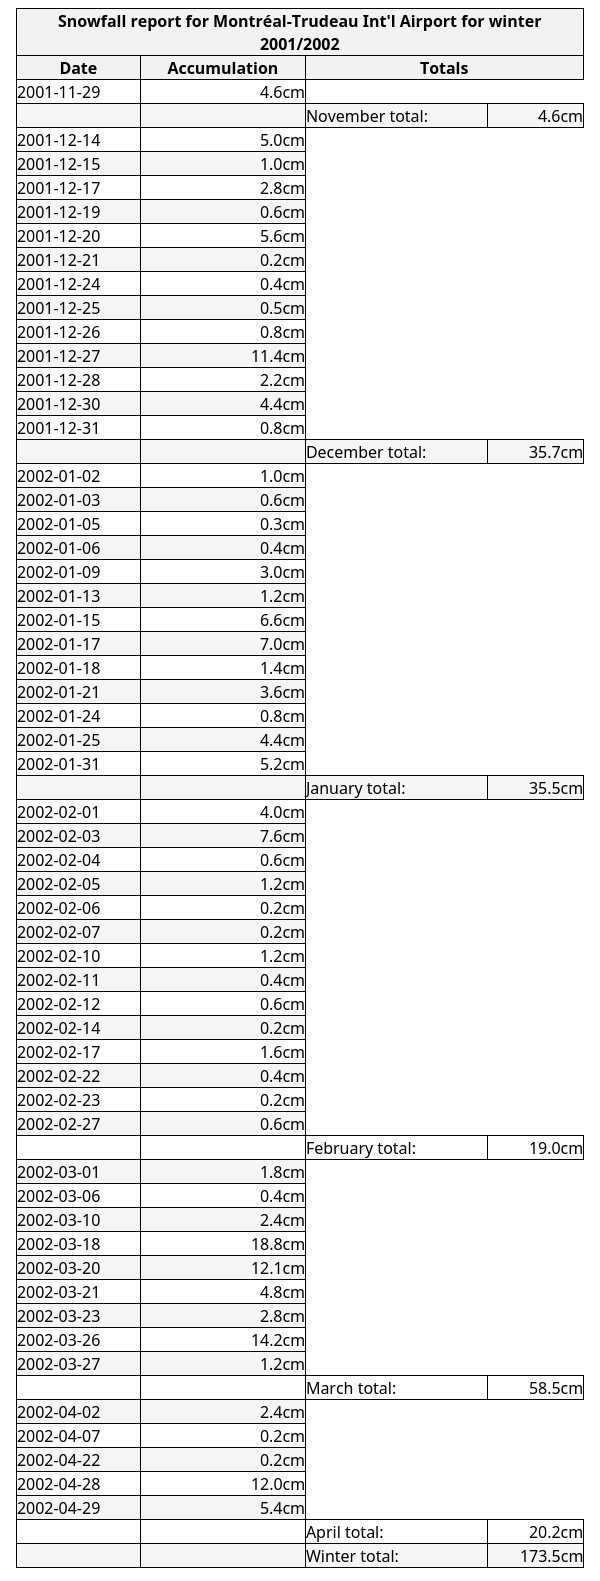 Snowfall report for Montréal-Trudeau Int'l Airport for winter
2001/2002
Date Accumulation Totals
2001-11-29 4.6cm
November total: 4.6cm
2001-12-14 5.0cm
2001-12-15 1.0cm
2001-12-17 2.8cm
2001-12-19 0.6cm
2001-12-20 5.6cm
2001-12-21 0.2cm
2001-12-24 0.4cm
2001-12-25 0.5cm
2001-12-26 0.8cm
2001-12-27 11.4cm
2001-12-28 2.2cm
2001-12-30 4.4cm
2001-12-31 0.8cm
December total: 35.7cm
2002-01-02 1.0cm
2002-01-03 0.6cm
2002-01-05 0.3cm
2002-01-06 0.4cm
2002-01-09 3.0cm
2002-01-13 1.2cm
2002-01-15 6.6cm
2002-01-17 7.0cm
2002-01-18 1.4cm
2002-01-21 3.6cm
2002-01-24 0.8cm
2002-01-25 4.4cm
2002-01-31 5.2cm
January total: 35.5cm
2002-02-01 4.0cm
2002-02-03 7.6cm
2002-02-04 0.6cm
2002-02-05 1.2cm
2002-02-06 0.2cm
2002-02-07 0.2cm
2002-02-10 1.2cm
2002-02-11 0.4cm
2002-02-12 0.6cm
2002-02-14 0.2cm
2002-02-17 1.6cm
2002-02-22 0.4cm
2002-02-23 0.2cm
2002-02-27 0.6cm
February total: 19.0cm
2002-03-01 1.8cm
2002-03-06 0.4cm
2002-03-10 2.4cm
2002-03-18 18.8cm
2002-03-20 12.1cm
2002-03-21 4.8cm
2002-03-23 2.8cm
2002-03-26 14.2cm
2002-03-27 1.2cm
March total: 58.5cm
2002-04-02 2.4cm
2002-04-07 0.2cm
2002-04-22 0.2cm
2002-04-28 12.0cm
2002-04-29 5.4cm
April total: 20.2cm
Winter total: 173.5cm